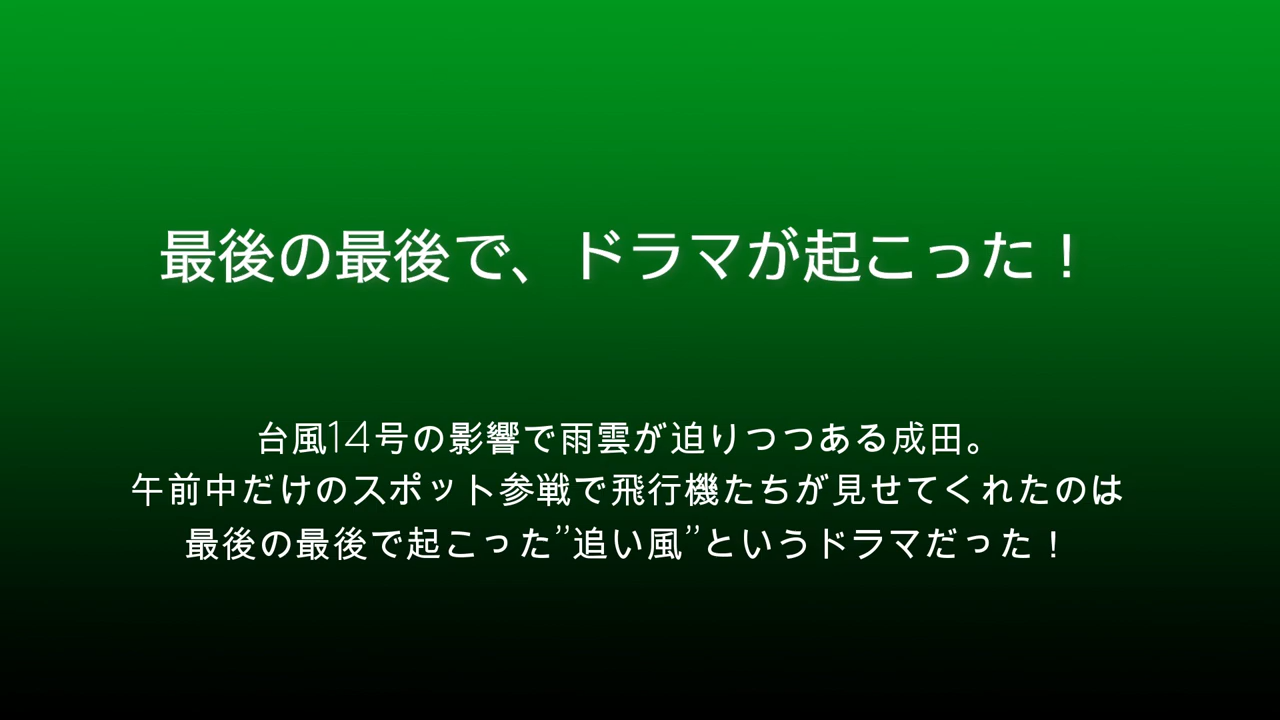 最後の最後で、ドラマが起こった！
台風14号の影響で雨雲が迫りつつある成田。
午前中だけのスポット参戦で飛行機たちが見せてくれたのは
最後の最後で起こった”追い風”というドラマだった！